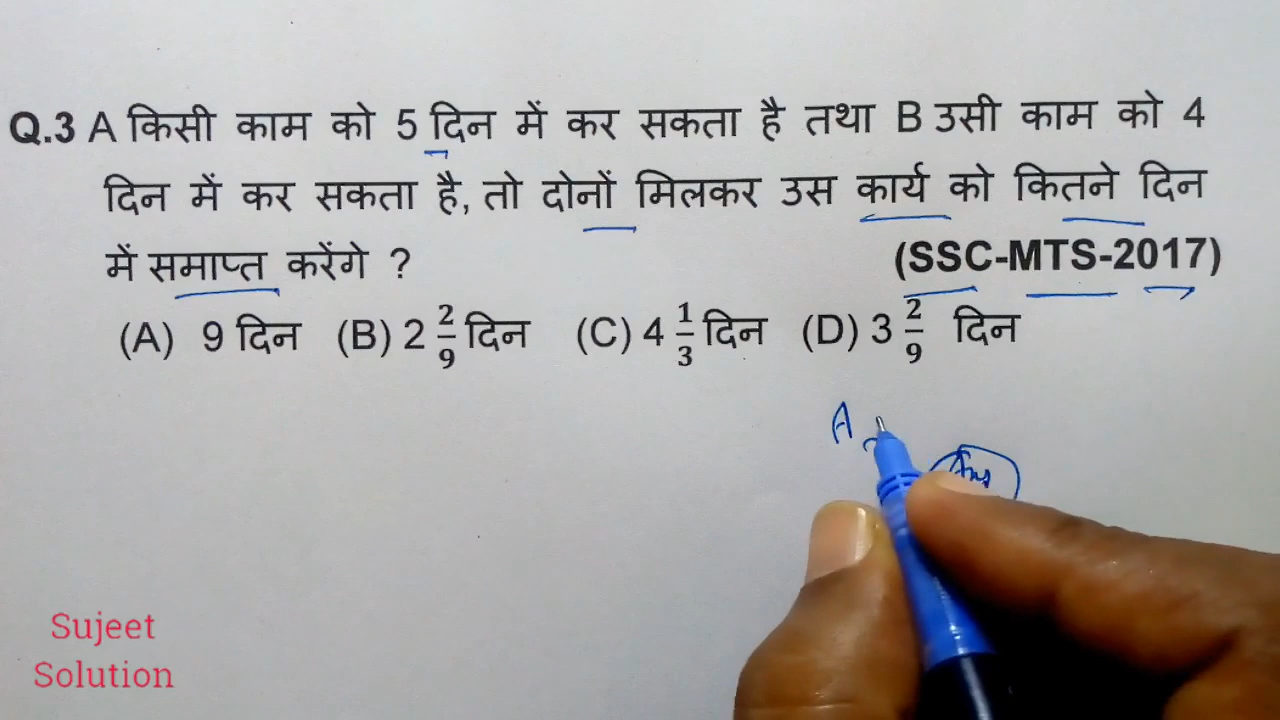 Q.3 A किसी काम को 5 दिन में कर सकता है तथा B उसी काम को 4
दिन में कर सकता है, तो दोनों मिलकर उस कार्य को कितने दिन
में समाप्त करेंगे ?
(SSC-MTS-2017)
(A) 9 दिन (B) 2 2/9 दिन (C) 4 1/3 दिन (D) 3 2/9 दिन
A
Ans
Sujeet
Solution